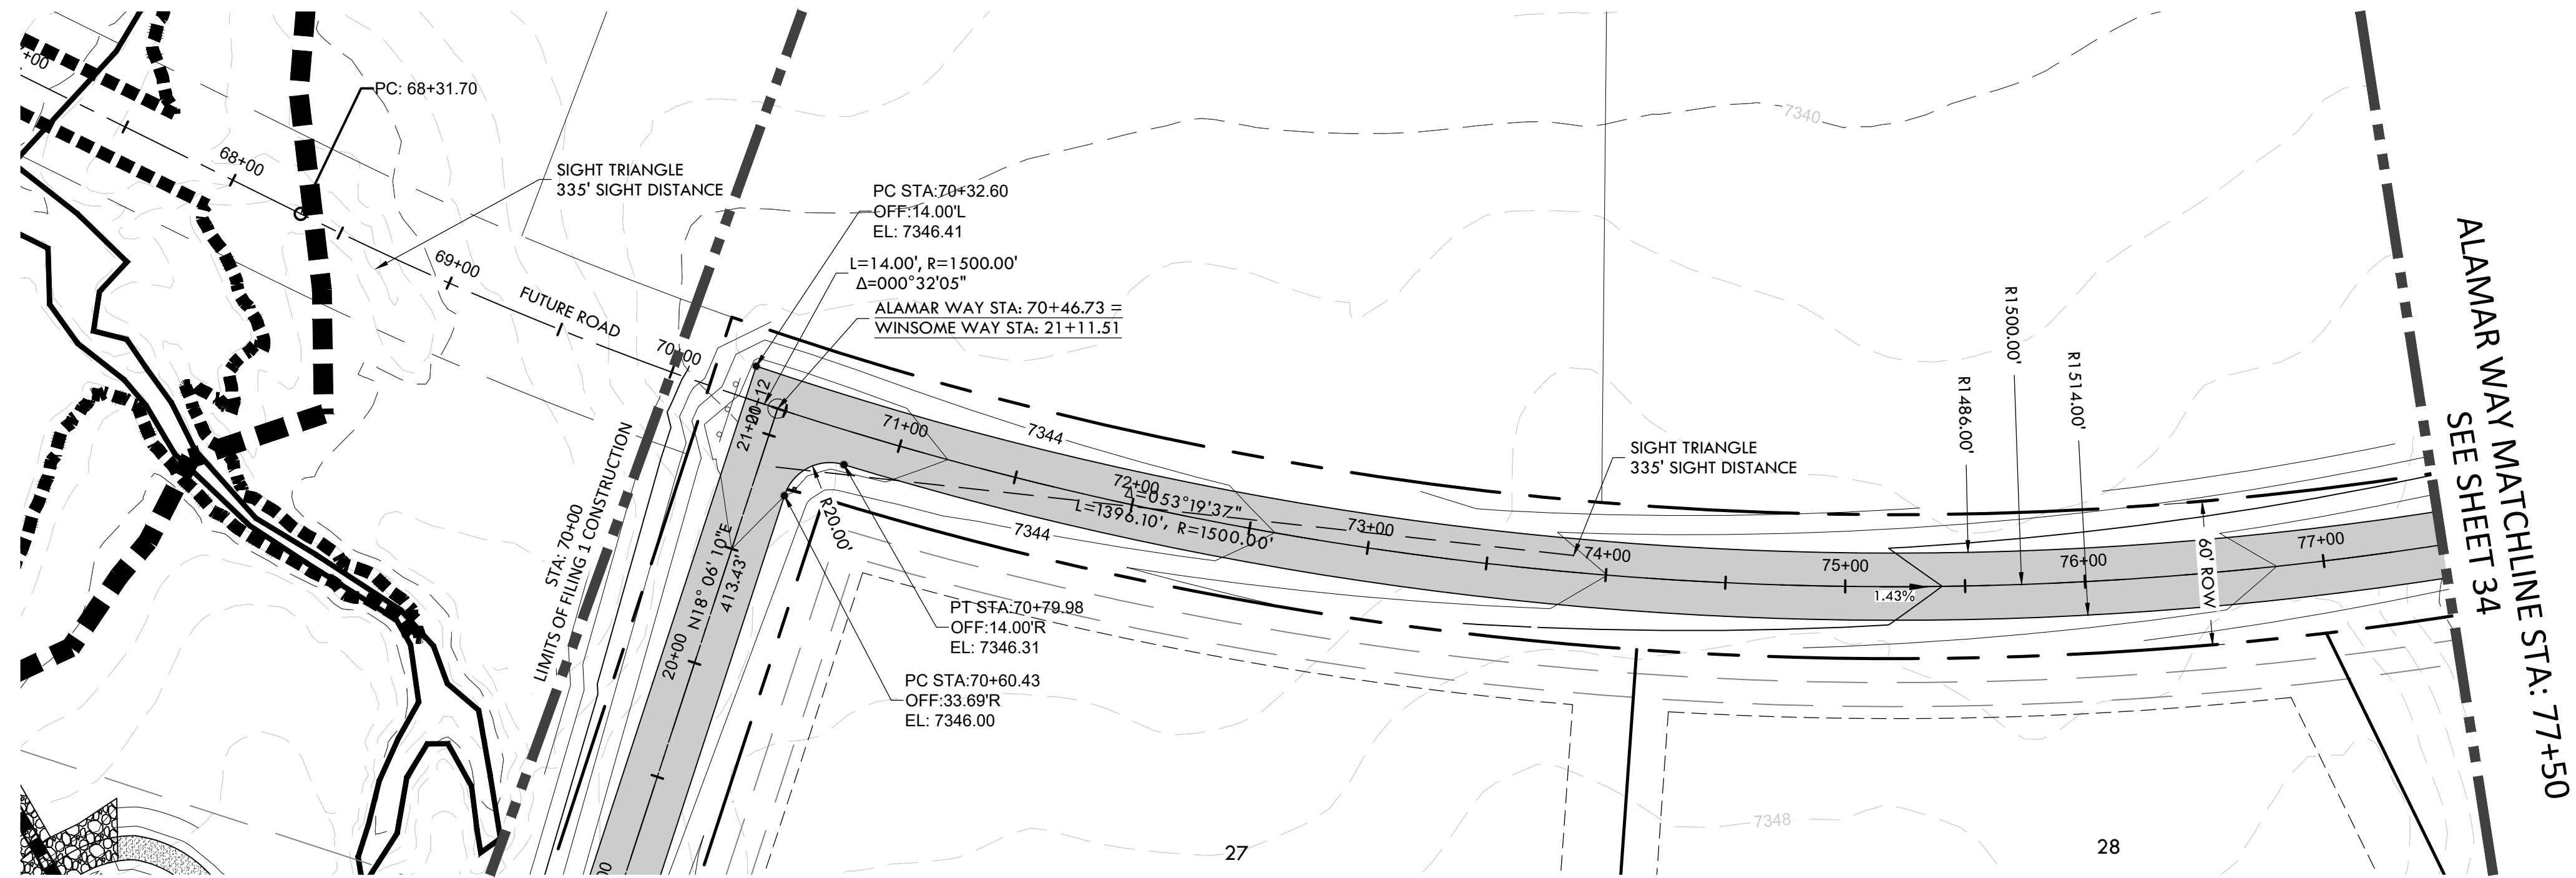 +00
PC: 68+31.70
68+00
SIGHT TRIANGLE
335' SIGHT DISTANCE
69+00
FUTURE ROAD
70+00
PC STA:70+32.60
OFF:14.00'L
EL: 7346.41
L=14.00', R=1500.00'
Δ=000°32'05"
ALAMAR WAY STA: 70+46.73 =
WINSOME WAY STA: 21+11.51
7340
21+00
STA: 70+00
LIMITS OF FILING 1 CONSTRUCTION
71+00
7344
72+00
Δ=053°19'37"
L=1396.10', R=1500.00'
73+00
SIGHT TRIANGLE
335' SIGHT DISTANCE
74+00
R1486.00'
R1500.00'
R1514.00'
75+00
1.43%
76+00
60' ROW
77+00
R20.00'
7344
N18° 06' 10"E
413.43'
20+00
PT STA:70+79.98
OFF:14.00'R
EL: 7346.31
PC STA:70+60.43
OFF:33.69'R
EL: 7346.00
00
27
7348
28
ALAMAR WAY MATCHLINE STA: 77+50
SEE SHEET 34